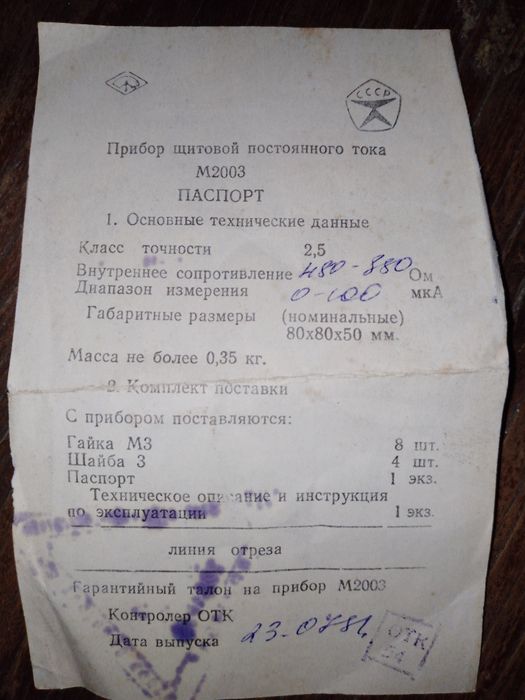 СССР
Прибор щитовой постоянного тока
М2003
ПАСПОРТ
1. Основные технические данные
Класс точности 2,5
Внутреннее сопротивление 480-880 Ом
Диапазон измерения 0-100 мкА
Габаритные размеры (номинальные)
80х80х50 мм.
Масса не более 0,35 кг.
2. Комплект поставки
С прибором поставляются:
Гайка М3 8 шт.
Шайба 3 4 шт.
Паспорт 1 экз.
Техническое описание и инструкция
по эксплуатации 1 экз.
линия отреза
Гарантийный талон на прибор М2003
Контролер ОТК
Дата выпуска
ОТК